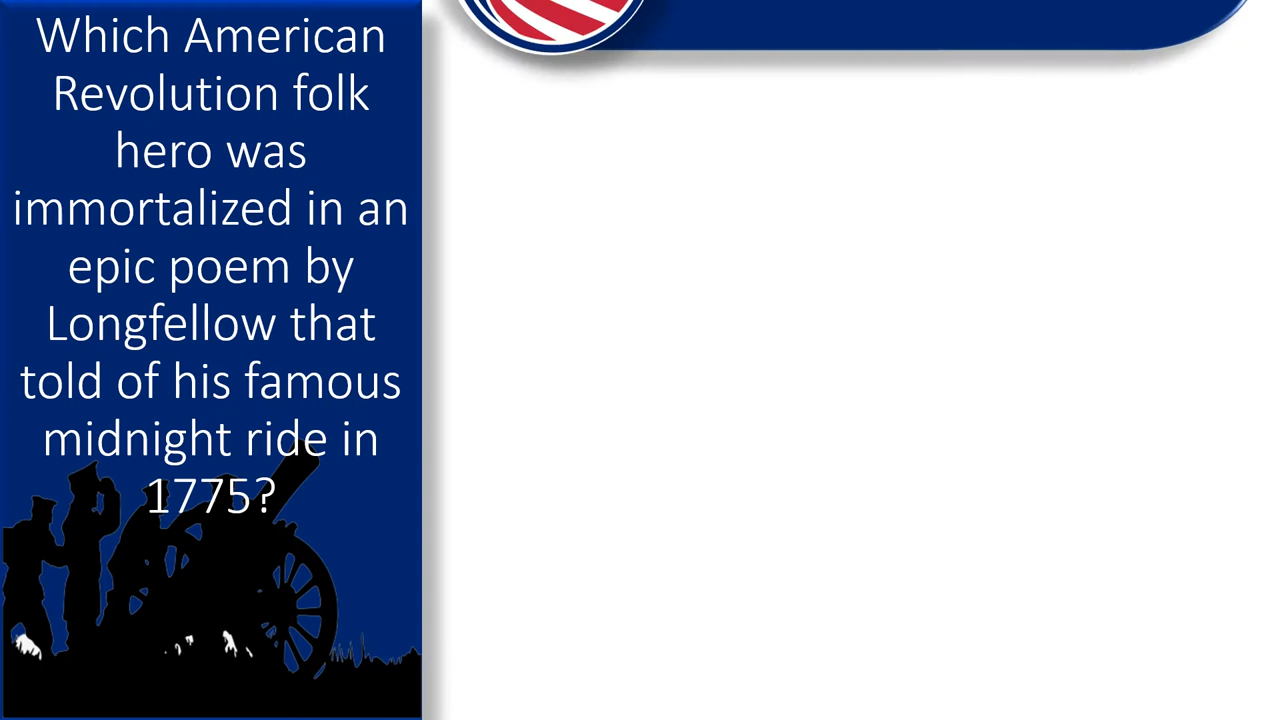 Which American
Revolution folk
hero was
immortalized in an
epic poem by
Longfellow that
told of his famous
midnight ride in
1775?